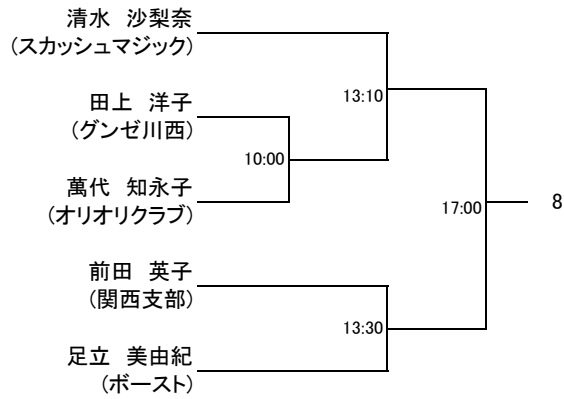 清水　沙梨奈
(スカッシュマジック)
13:10
田上　洋子
(グンゼ川西)
10:00
萬代　知永子
(オリオリクラブ)
17:00
8
前田　英子
(関西支部)
13:30
足立　美由紀
(ボースト)